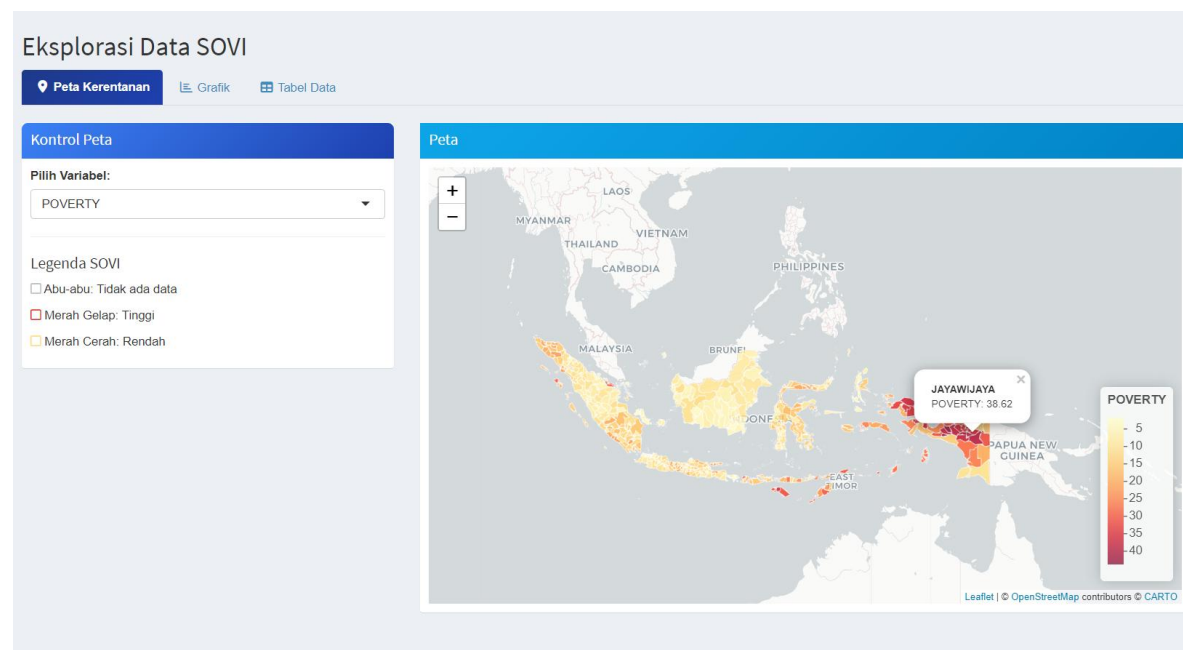 Eksplorasi Data SOVI
Peta Kerentanan
Grafik
Tabel Data
Kontrol Peta
Pilih Variabel:
POVERTY
Legenda SOVI
Abu-abu: Tidak ada data
Merah Gelap: Tinggi
Merah Cerah: Rendah
Peta
+
−
LAOS
MYANMAR
VIETNAM
THAILAND
CAMBODIA
PHILIPPINES
MALAYSIA
BRUNEI
JAYAWIJAYA
×
POVERTY: 38.62
PAPUA NEW
GUINEA
EAST
TIMOR
POVERTY
5
10
15
20
25
30
35
40
Leaflet | © OpenStreetMap contributors © CARTO